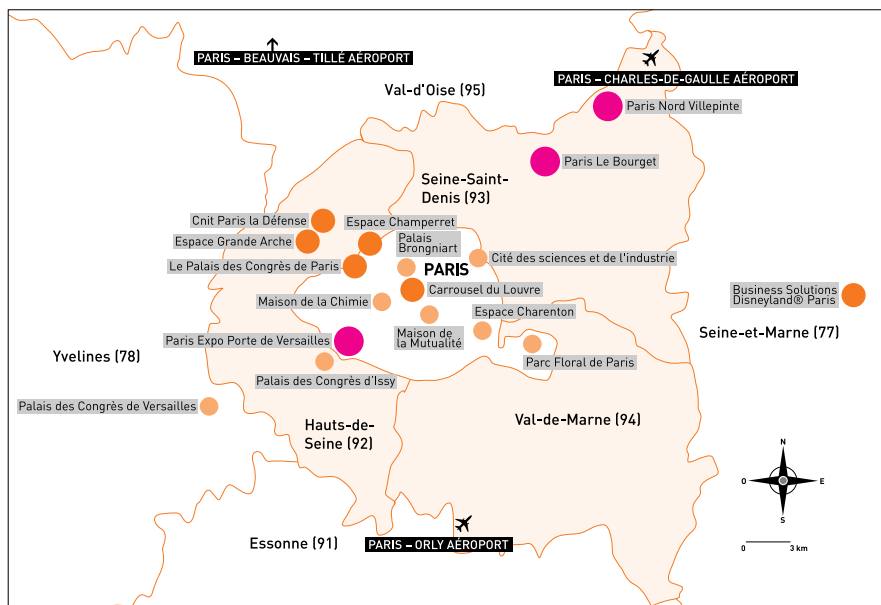 PARIS – BEAUVAIS – TILLÉ AÉROPORT
PARIS – CHARLES-DE-GAULLE AÉROPORT
Val-d'Oise (95)
Paris Nord Villepinte
Paris Le Bourget
Seine-Saint-
Denis (93)
Cnit Paris la Défense
Espace Champerret
Espace Grande Arche
Palais
Brongniart
Cité des sciences et de l'industrie
Le Palais des Congrès de Paris
PARIS
Carrousel du Louvre
Business Solutions
Disneyland® Paris
Maison de la Chimie
Espace Charenton
Seine-et-Marne (77)
Paris Expo Porte de Versailles
Maison de
la Mutualité
Yvelines (78)
Parc Floral de Paris
Palais des Congrès d'Issy
Palais des Congrès de Versailles
Hauts-de-
Seine (92)
Val-de-Marne (94)
N
O
E
S
Essonne (91)
PARIS – ORLY AÉROPORT
0
3 km